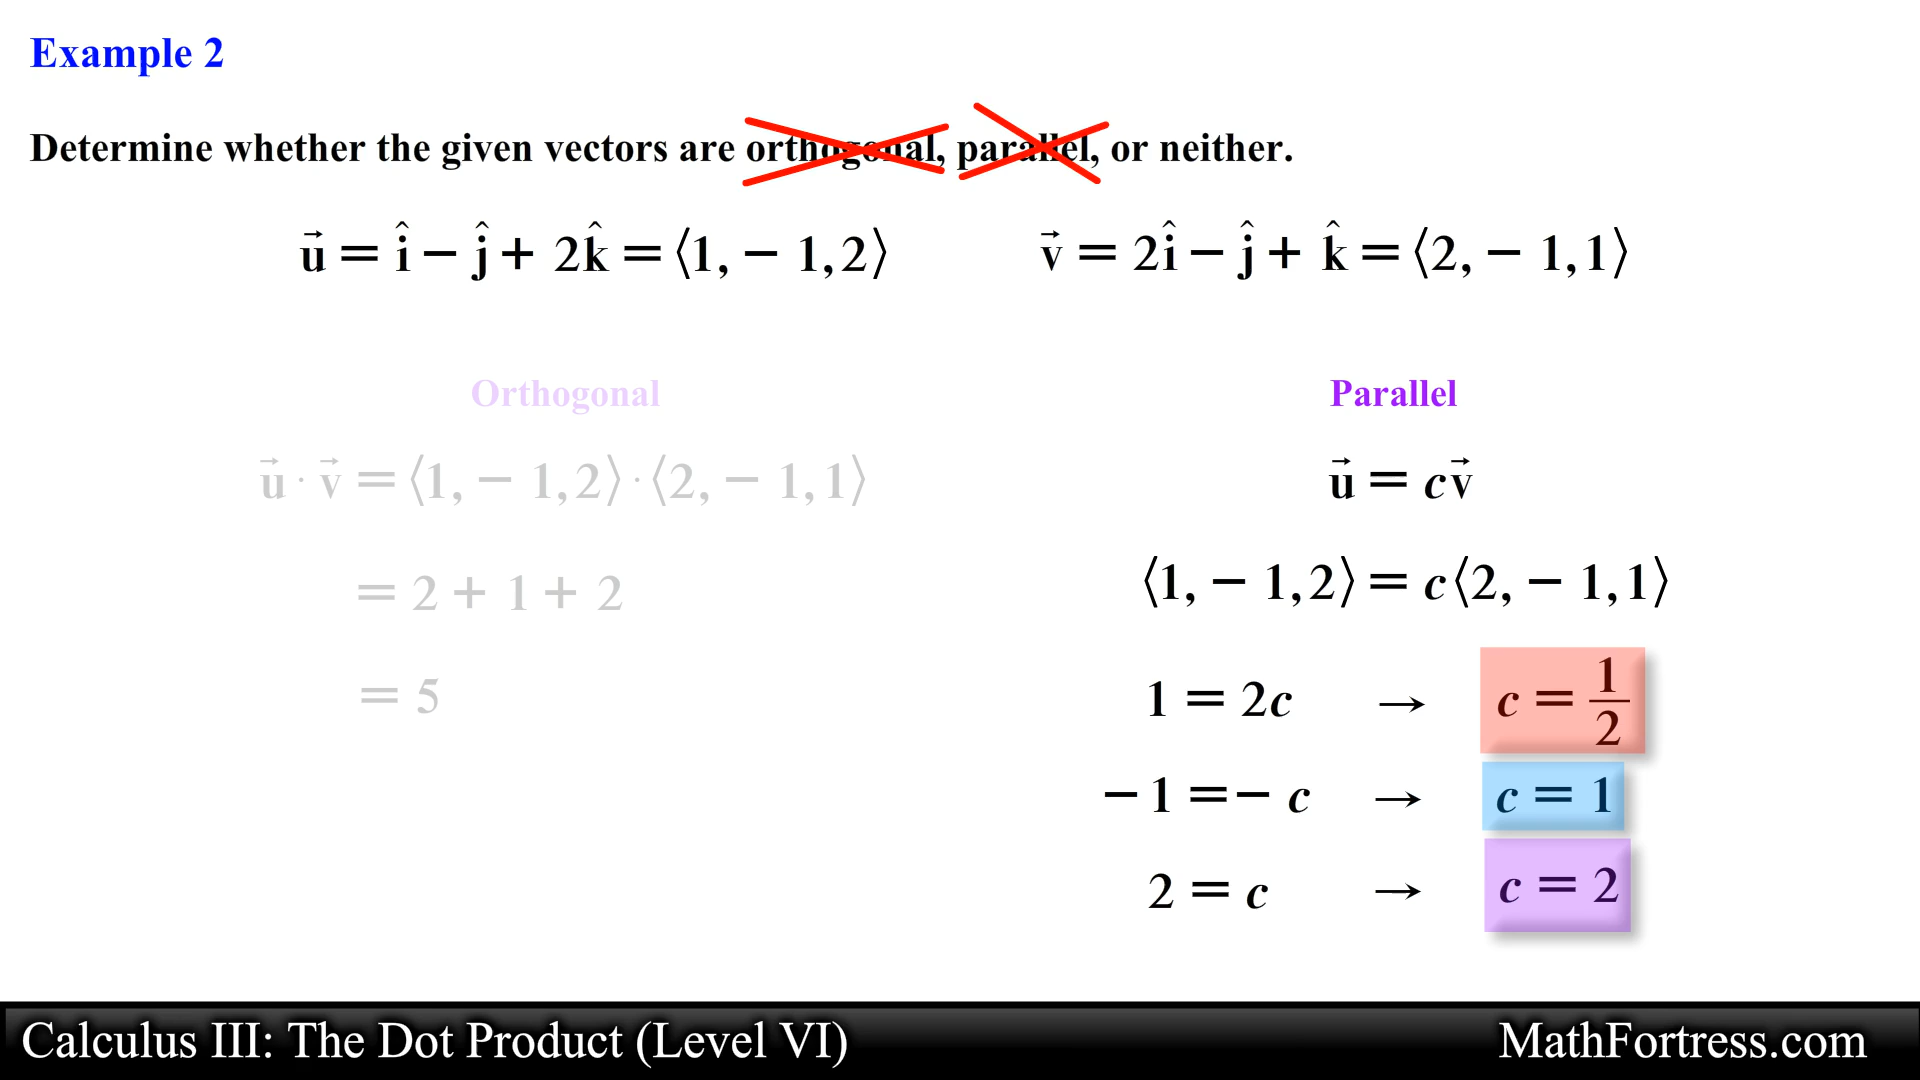 Example 2
Determine whether the given vectors are orthogonal, parallel, or neither.
u⃗ = î − ĵ + 2k̂ = ⟨1, − 1, 2⟩
v⃗ = 2î − ĵ + k̂ = ⟨2, − 1, 1⟩
Orthogonal
u⃗ · v⃗ = ⟨1, − 1, 2⟩ · ⟨2, − 1, 1⟩
= 2 + 1 + 2
= 5
Parallel
u⃗ = cv⃗
⟨1, − 1, 2⟩ = c⟨2, − 1, 1⟩
1 = 2c → c = 1/2
− 1 = − c → c = 1
2 = c → c = 2
Calculus III: The Dot Product (Level VI)
MathFortress.com